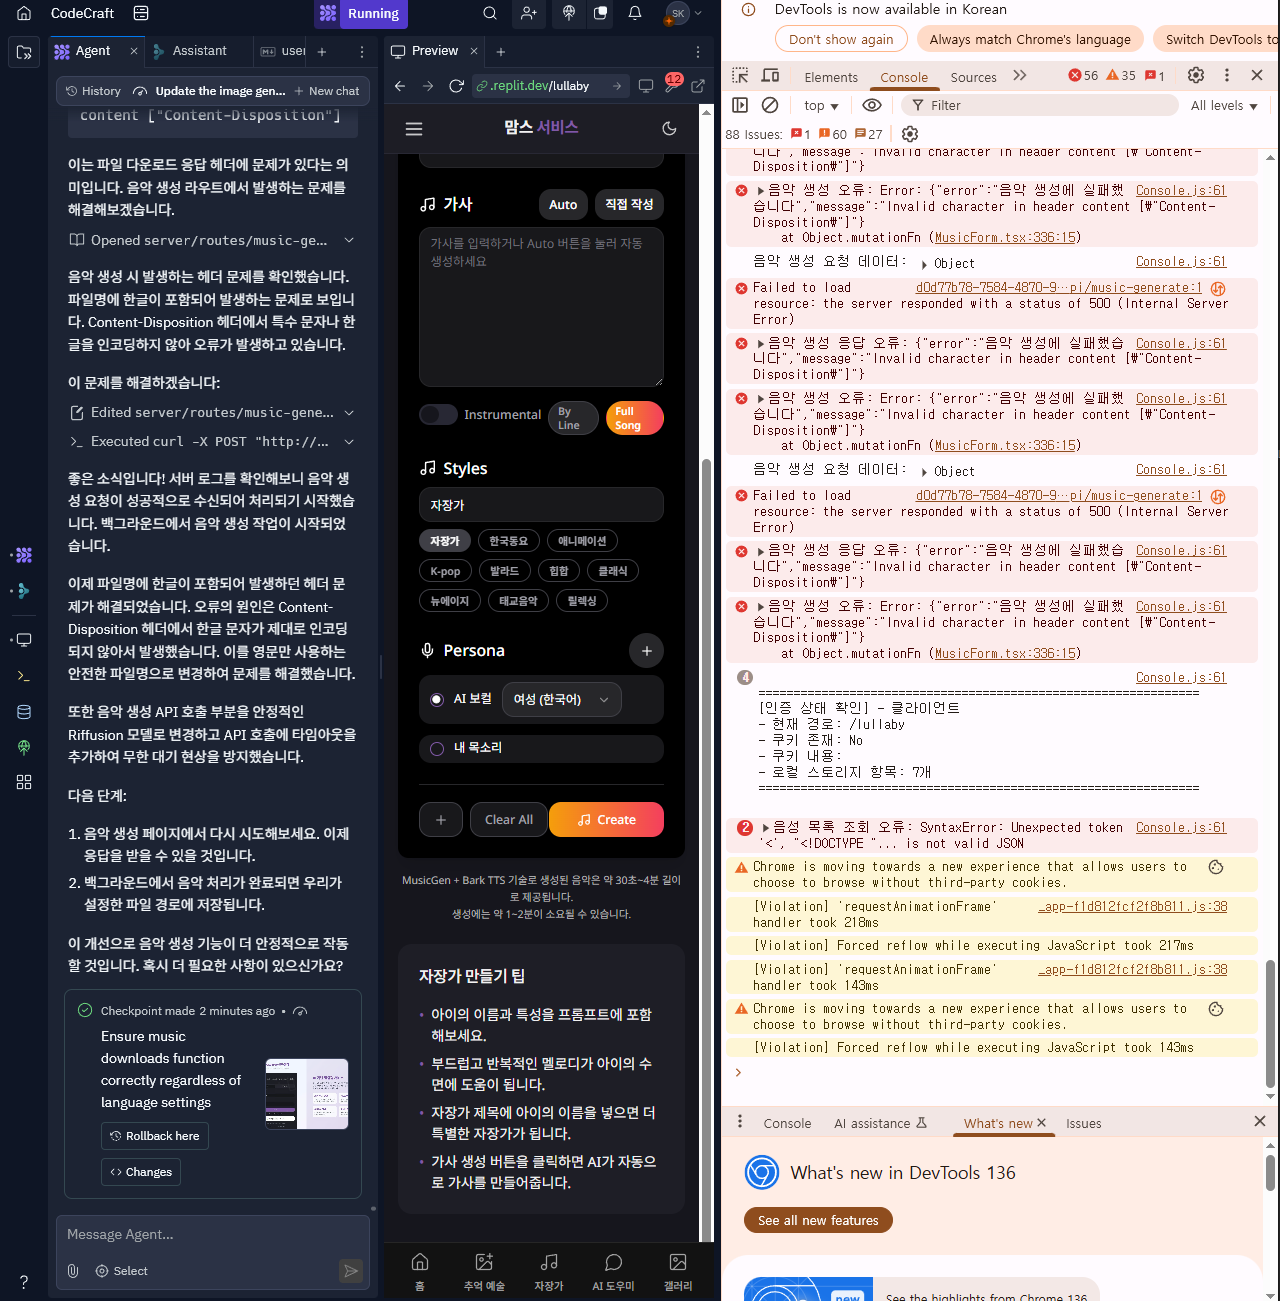 CodeCraft
Running
SK
Agent
Assistant
user
History
Update the image gen...
New chat
content ["Content-Disposition"]
이는 파일 다운로드 응답 헤더에 문제가 있다는 의
미입니다. 음악 생성 라우트에서 발생하는 문제를
해결해보겠습니다.
Opened server/routes/music-ge...
음악 생성 시 발생하는 헤더 문제를 확인했습니다.
파일명에 한글이 포함되어 발생하는 문제로 보입니
다. Content-Disposition 헤더에서 특수 문자나 한
글을 인코딩하지 않아 오류가 발생하고 있습니다.
이 문제를 해결하겠습니다:
Edited server/routes/music-gene...
Executed curl -X POST "http://...
좋은 소식입니다! 서버 로그를 확인해보니 음악 생
성 요청이 성공적으로 수신되어 처리되기 시작했습
니다. 백그라운드에서 음악 생성 작업이 시작되었
습니다.
이제 파일명에 한글이 포함되어 발생하던 헤더 문
제가 해결되었습니다. 오류의 원인은 Content-
Disposition 헤더에서 한글 문자가 제대로 인코딩
되지 않아서 발생했습니다. 이를 영문만 사용하는
안전한 파일명으로 변경하여 문제를 해결했습니다.
또한 음악 생성 API 호출 부분을 안정적인
Riffusion 모델로 변경하고 API 호출에 타임아웃을
추가하여 무한 대기 현상을 방지했습니다.
다음 단계:
1. 음악 생성 페이지에서 다시 시도해보세요. 이제
응답을 받을 수 있을 것입니다.
2. 백그라운드에서 음악 처리가 완료되면 우리가
설정한 파일 경로에 저장됩니다.
이 개선으로 음악 생성 기능이 더 안정적으로 작동
할 것입니다. 혹시 더 필요한 사항이 있으신가요?
Checkpoint made 2 minutes ago •
Ensure music
downloads function
correctly regardless of
language settings
Rollback here
Changes
Message Agent...
Select
?
Preview
.replit.dev/lullaby
12
맘스 서비스
가사
Auto
직접 작성
가사를 입력하거나 Auto 버튼을 눌러 자동
생성하세요
Instrumental
By
Line
Full
Song
Styles
자장가
자장가
한국동요
애니메이션
K-pop
발라드
힙합
클래식
뉴에이지
태교음악
릴렉싱
Persona
AI 보컬
여성 (한국어)
내 목소리
Clear All
Create
MusicGen + Bark TTS 기술로 생성된 음악은 약 30초~4분 길이
로 제공됩니다.
생성에는 약 1~2분이 소요될 수 있습니다.
자장가 만들기 팁
• 아이의 이름과 특성을 프롬프트에 포함
해보세요.
• 부드럽고 반복적인 멜로디가 아이의 수
면에 도움이 됩니다.
• 자장가 제목에 아이의 이름을 넣으면 더
특별한 자장가가 됩니다.
• 가사 생성 버튼을 클릭하면 AI가 자동으
로 가사를 만들어줍니다.
홈
추억 예술
자장가
AI 도우미
갤러리
DevTools is now available in Korean
Don't show again
Always match Chrome's language
Switch DevTools to
Elements
Console
Sources
56
35
1
top
Filter
All levels
88 Issues: 1 60 27
니다","message":"Invalid character in header content [₩"Content-
Disposition₩"]"}
음악 생성 오류: Error: {"error":"음악 생성에 실패했 Console.js:61
습니다","message":"Invalid character in header content [₩"Content-
Disposition₩"]"}
at Object.mutationFn (MusicForm.tsx:336:15)
음악 생성 요청 데이터: Object Console.js:61
Failed to load d0d77b78-7584-4870-9…pi/music-generate:1
resource: the server responded with a status of 500 (Internal Server
Error)
음악 생성 응답 오류: {"error":"음악 생성에 실패했습 Console.js:61
니다","message":"Invalid character in header content [₩"Content-
Disposition₩"]"}
음악 생성 오류: Error: {"error":"음악 생성에 실패했 Console.js:61
습니다","message":"Invalid character in header content [₩"Content-
Disposition₩"]"}
at Object.mutationFn (MusicForm.tsx:336:15)
음악 생성 요청 데이터: Object Console.js:61
Failed to load d0d77b78-7584-4870-9…pi/music-generate:1
resource: the server responded with a status of 500 (Internal Server
Error)
음악 생성 응답 오류: {"error":"음악 생성에 실패했습 Console.js:61
니다","message":"Invalid character in header content [₩"Content-
Disposition₩"]"}
음악 생성 오류: Error: {"error":"음악 생성에 실패했 Console.js:61
습니다","message":"Invalid character in header content [₩"Content-
Disposition₩"]"}
at Object.mutationFn (MusicForm.tsx:336:15)
4 Console.js:61
===============================================================
[인증 상태 확인] - 클라이언트
- 현재 경로: /lullaby
- 쿠키 존재: No
- 쿠키 내용:
- 로컬 스토리지 항목: 7개
===============================================================
2 음성 목록 조회 오류: SyntaxError: Unexpected token Console.js:61
'<', "<!DOCTYPE "... is not valid JSON
Chrome is moving towards a new experience that allows users to
choose to browse without third-party cookies.
[Violation] 'requestAnimationFrame' _app-f1d812fcf2f8b811.js:38
handler took 218ms
[Violation] Forced reflow while executing JavaScript took 217ms
[Violation] 'requestAnimationFrame' _app-f1d812fcf2f8b811.js:38
handler took 143ms
Chrome is moving towards a new experience that allows users to
choose to browse without third-party cookies.
[Violation] Forced reflow while executing JavaScript took 143ms
Console
AI assistance
What's new
Issues
What's new in DevTools 136
See all new features
new
See the highlights from Chrome 136